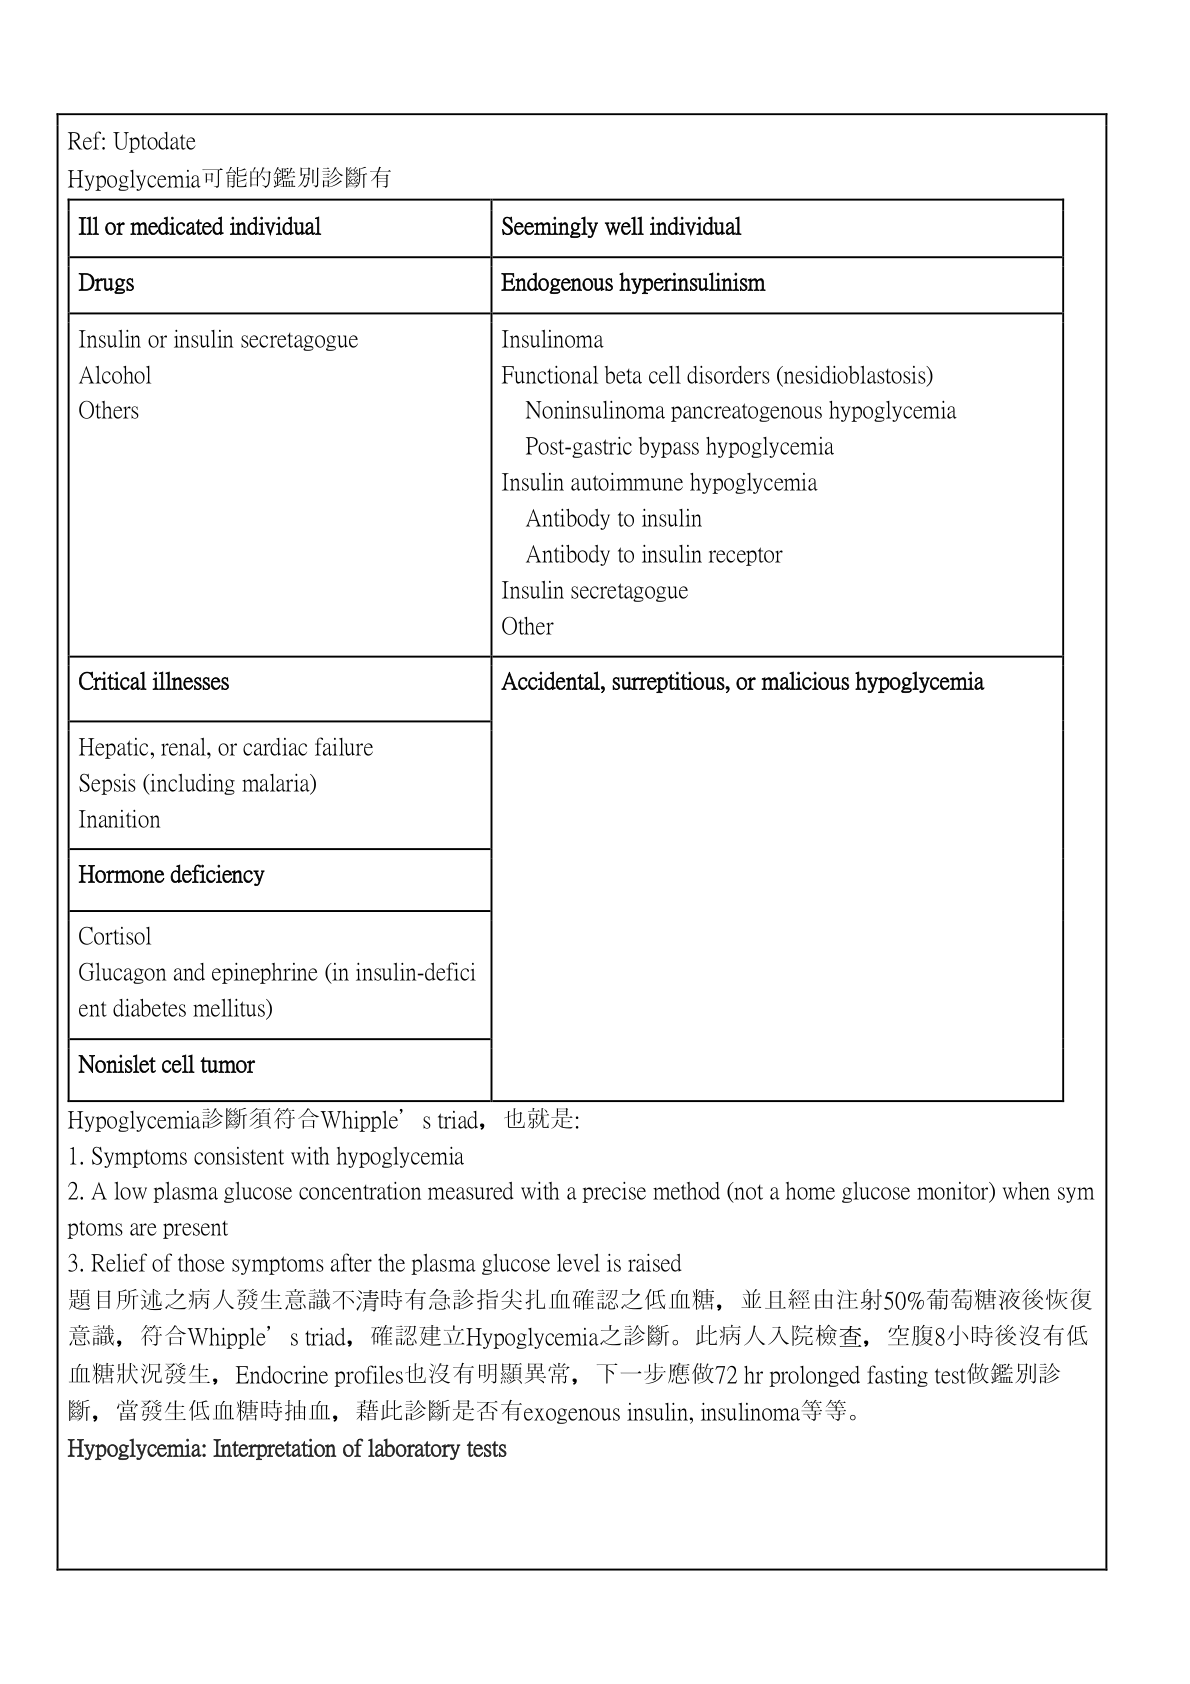 Ref: Uptodate
Hypoglycemia可能的鑑別診斷有
Ill or medicated individual
Seemingly well individual
Drugs
Endogenous hyperinsulinism
Insulin or insulin secretagogue
Alcohol
Others
Insulinoma
Functional beta cell disorders (nesidioblastosis)
Noninsulinoma pancreatogenous hypoglycemia
Post-gastric bypass hypoglycemia
Insulin autoimmune hypoglycemia
Antibody to insulin
Antibody to insulin receptor
Insulin secretagogue
Other
Critical illnesses
Accidental, surreptitious, or malicious hypoglycemia
Hepatic, renal, or cardiac failure
Sepsis (including malaria)
Inanition
Hormone deficiency
Cortisol
Glucagon and epinephrine (in insulin-defici
ent diabetes mellitus)
Nonislet cell tumor
Hypoglycemia診斷須符合Whipple’s triad，也就是:
1. Symptoms consistent with hypoglycemia
2. A low plasma glucose concentration measured with a precise method (not a home glucose monitor) when sym
ptoms are present
3. Relief of those symptoms after the plasma glucose level is raised
題目所述之病人發生意識不清時有急診指尖扎血確認之低血糖，並且經由注射50%葡萄糖液後恢復
意識，符合Whipple’s triad，確認建立Hypoglycemia之診斷。此病人入院檢查，空腹8小時後沒有低
血糖狀況發生，Endocrine profiles也沒有明顯異常，下一步應做72 hr prolonged fasting test做鑑別診
斷，當發生低血糖時抽血，藉此診斷是否有exogenous insulin, insulinoma等等。
Hypoglycemia: Interpretation of laboratory tests